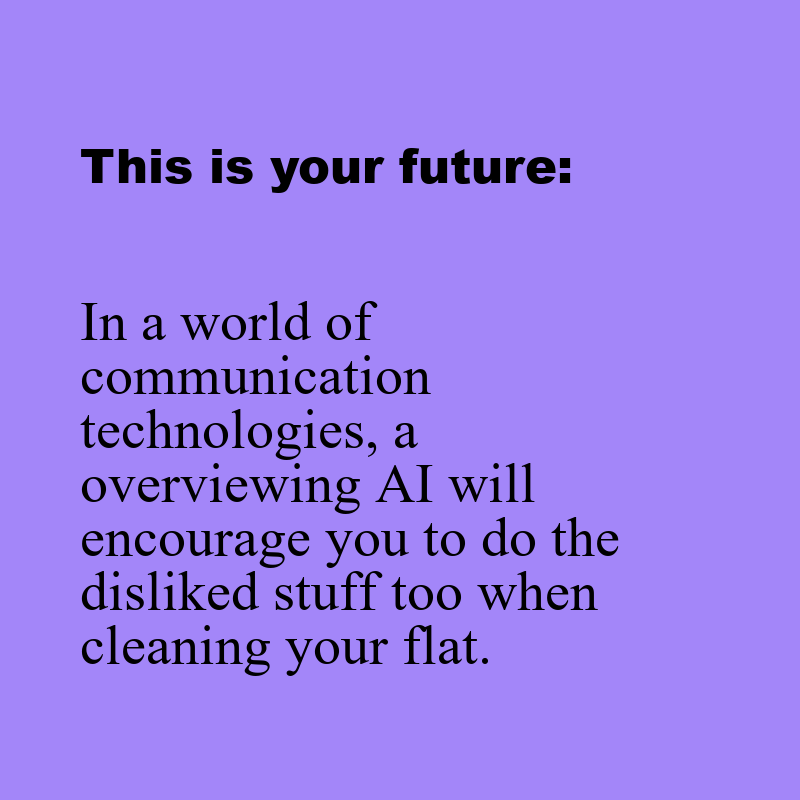 This is your future:
In a world of
communication
technologies, a
overviewing AI will
encourage you to do the
disliked stuff too when
cleaning your flat.